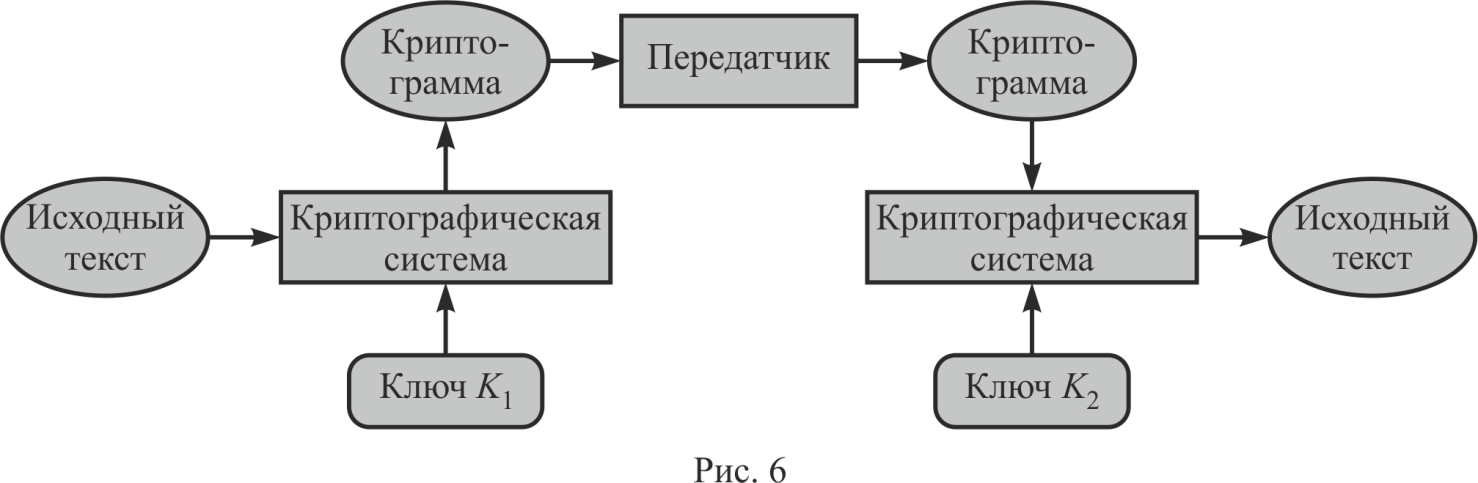 Крипто-
грамма
Передатчик
Крипто-
грамма
Исходный
текст
Криптографическая
система
Криптографическая
система
Исходный
текст
Ключ K1
Ключ K2
Рис. 6